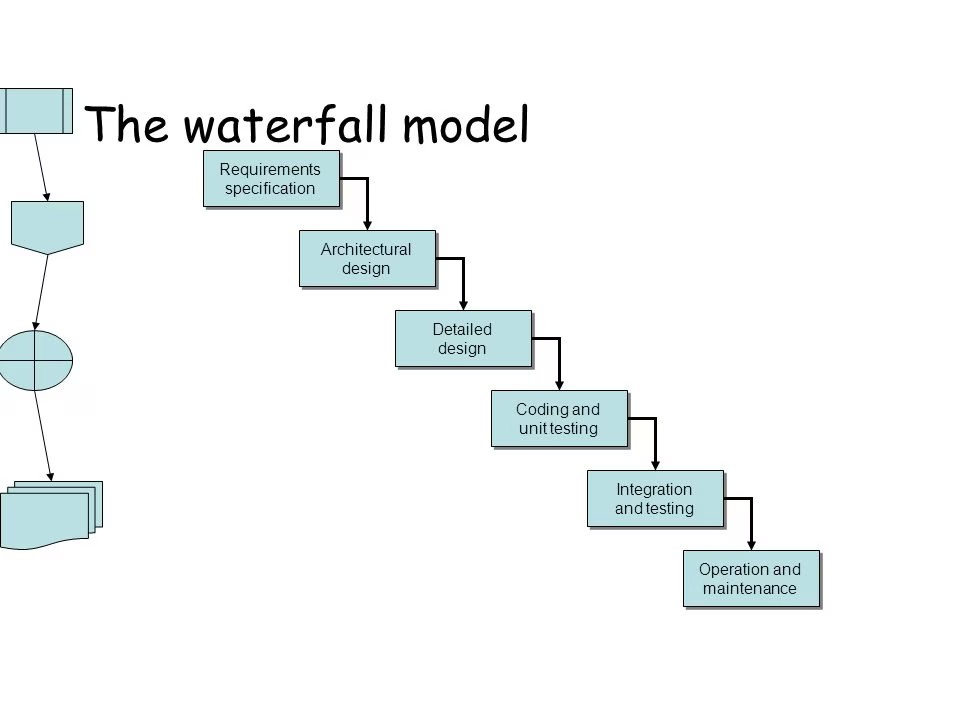 The waterfall model
Requirements
specification
Architectural
design
Detailed
design
Coding and
unit testing
Integration
and testing
Operation and
maintenance